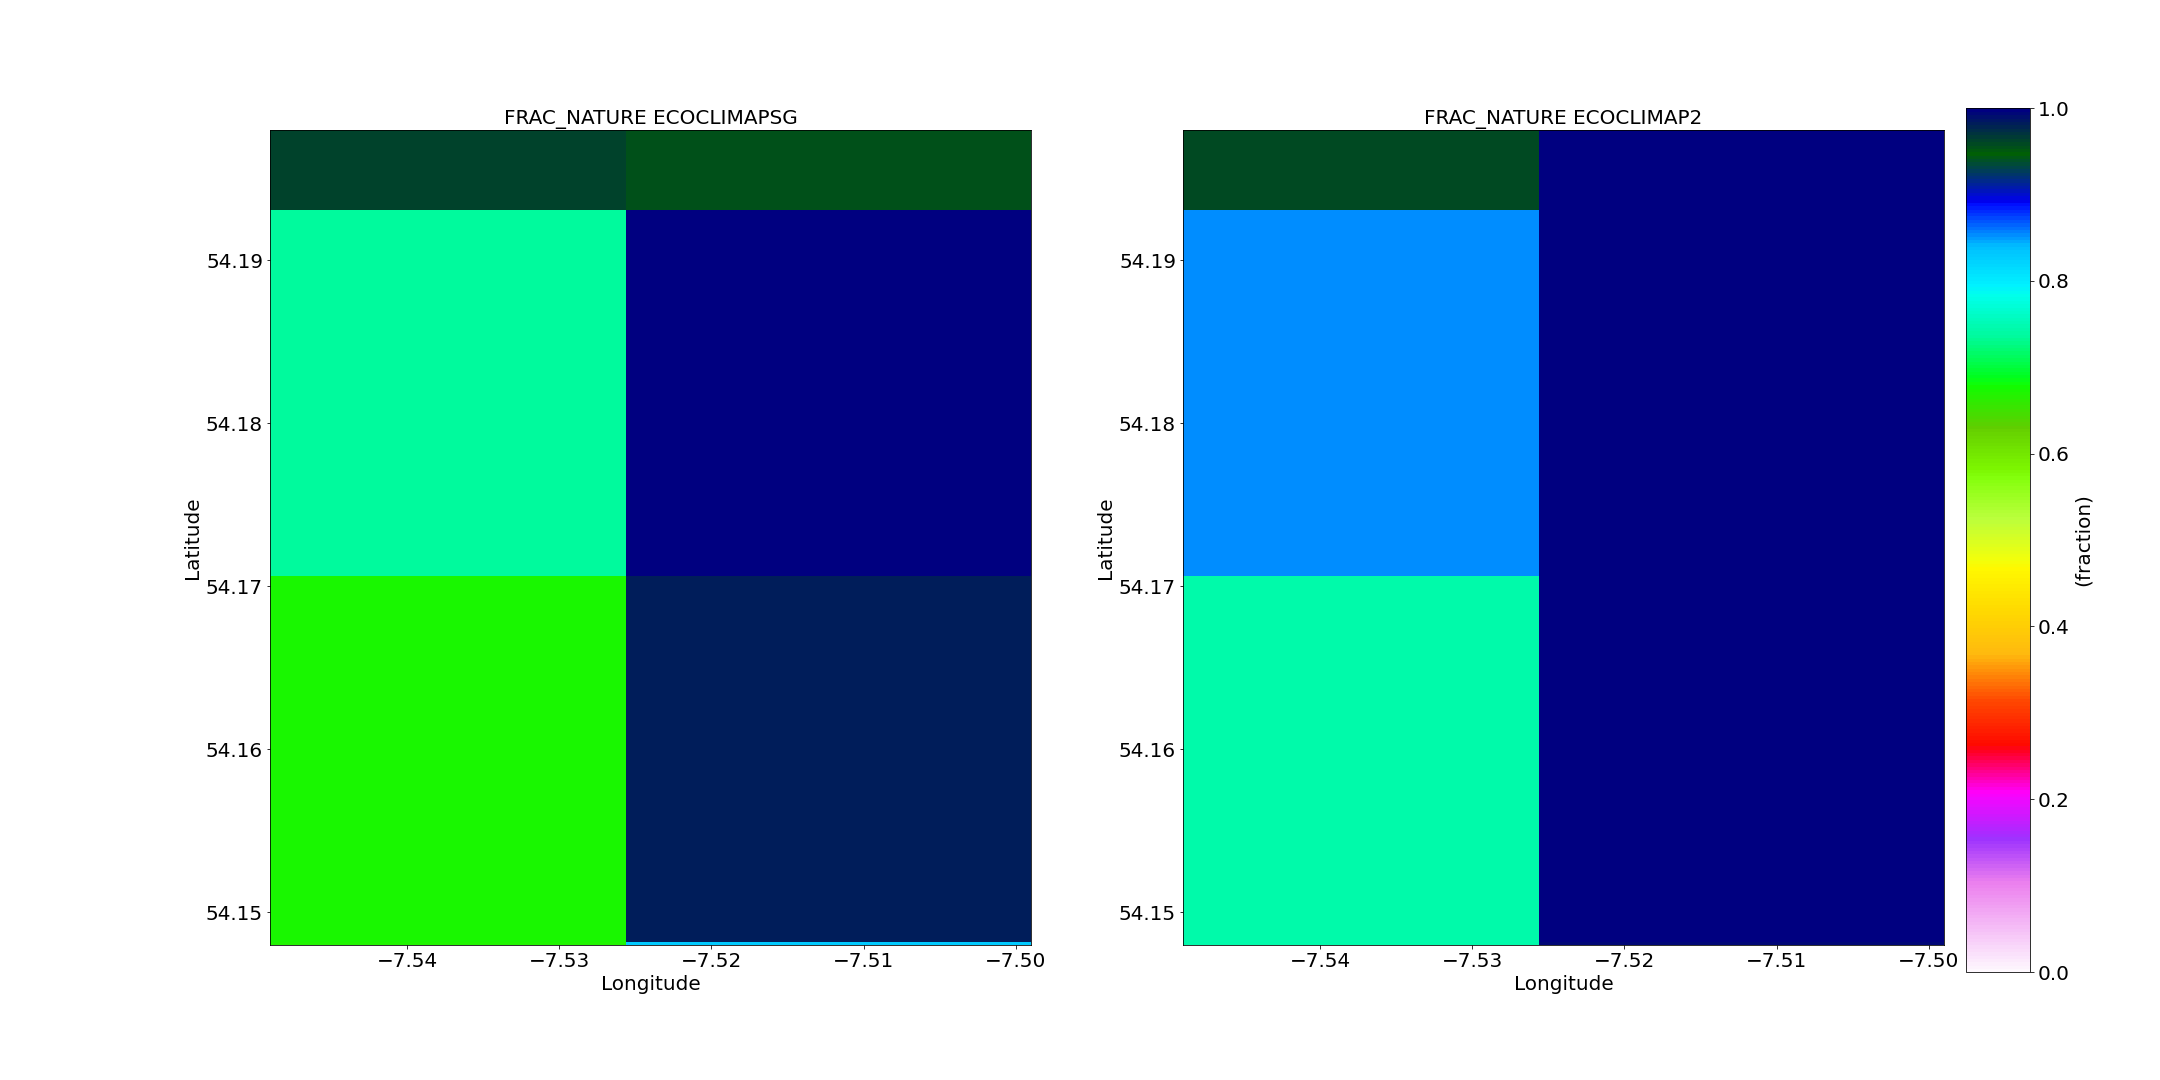 FRAC_NATURE ECOCLIMAPSG
54.19
54.18
54.17
54.16
54.15
Latitude
−7.54 −7.53 −7.52 −7.51 −7.50
Longitude
FRAC_NATURE ECOCLIMAP2
54.19
54.18
54.17
54.16
54.15
Latitude
−7.54 −7.53 −7.52 −7.51 −7.50
Longitude
1.0
0.8
0.6
0.4
0.2
0.0
(fraction)